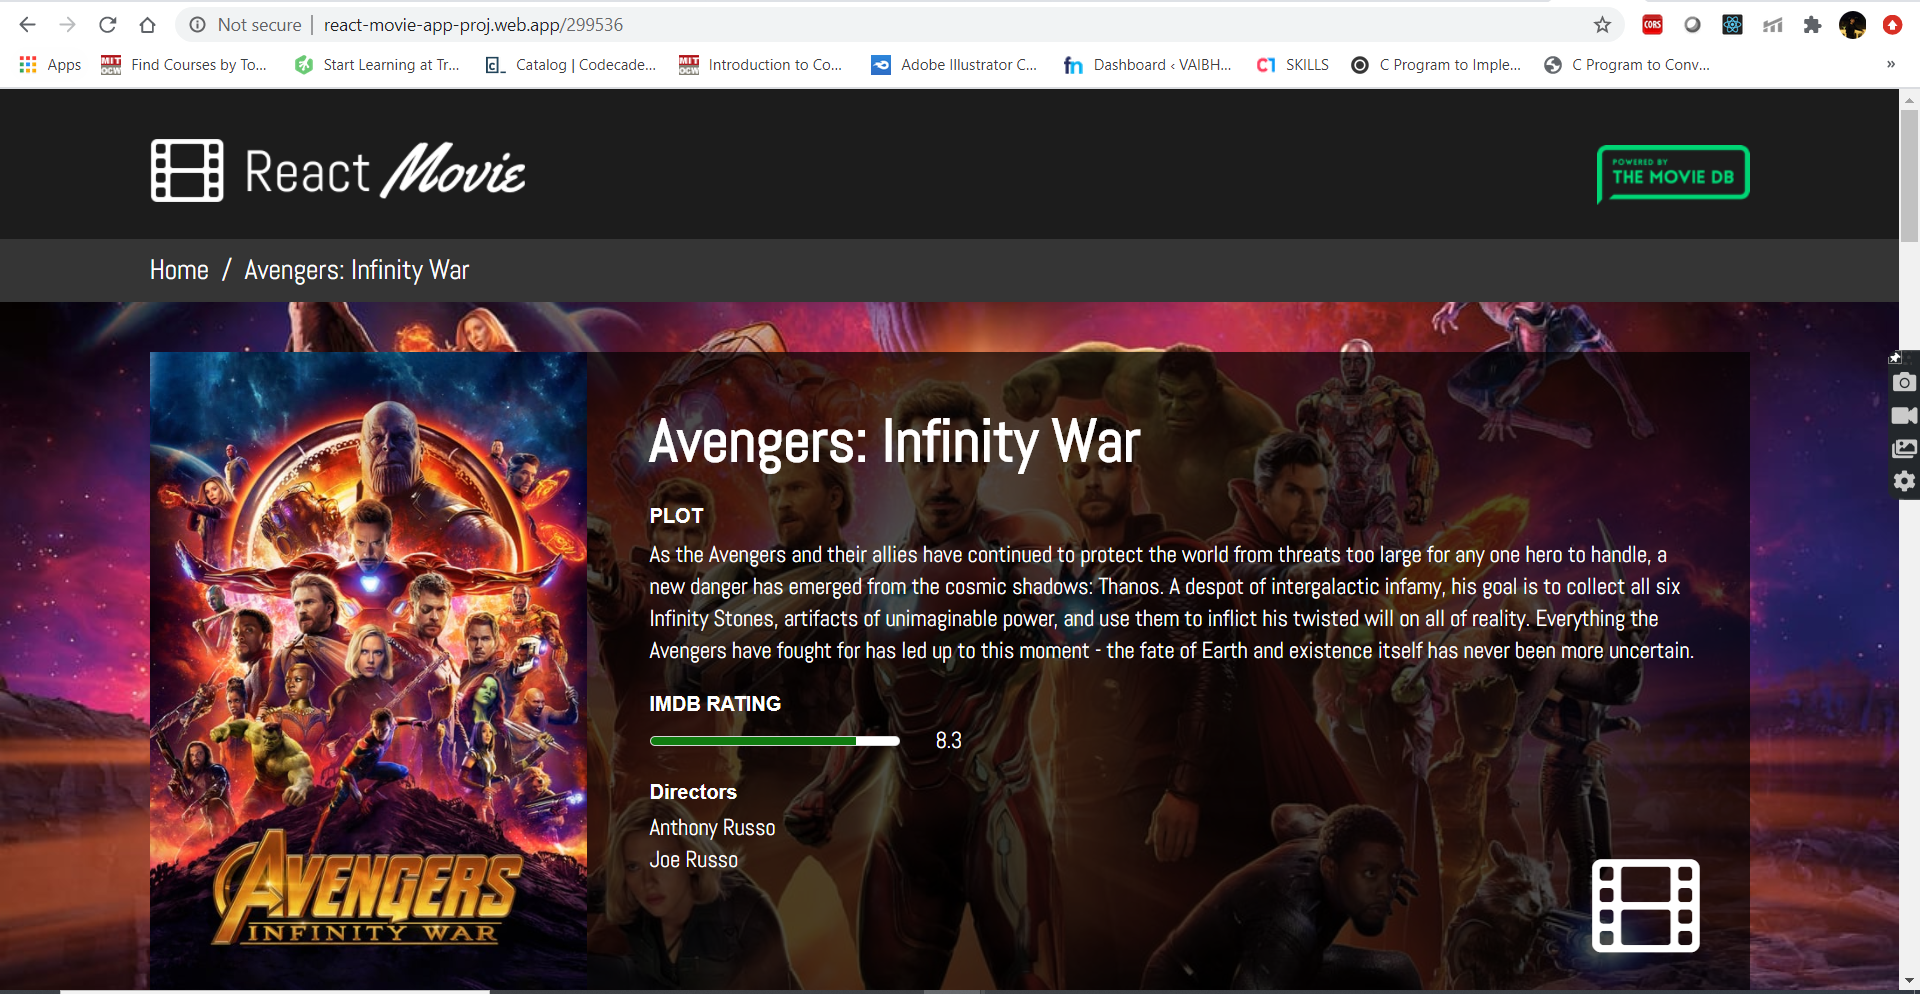 Not secure | react-movie-app-proj.web.app/299536
CORS
Apps MIT OCW Find Courses by To... Start Learning at Tr... Catalog | Codecade... MIT OCW Introduction to Co... Adobe Illustrator C... fn Dashboard ‹ VAIBH... SKILLS C Program to Imple... C Program to Conv... »
React Movie
POWERED BY
THE MOVIE DB
Home / Avengers: Infinity War
Avengers: Infinity War
PLOT
As the Avengers and their allies have continued to protect the world from threats too large for any one hero to handle, a
new danger has emerged from the cosmic shadows: Thanos. A despot of intergalactic infamy, his goal is to collect all six
Infinity Stones, artifacts of unimaginable power, and use them to inflict his twisted will on all of reality. Everything the
Avengers have fought for has led up to this moment - the fate of Earth and existence itself has never been more uncertain.
IMDB RATING
8.3
Directors
Anthony Russo
Joe Russo
AVENGERS
INFINITY WAR